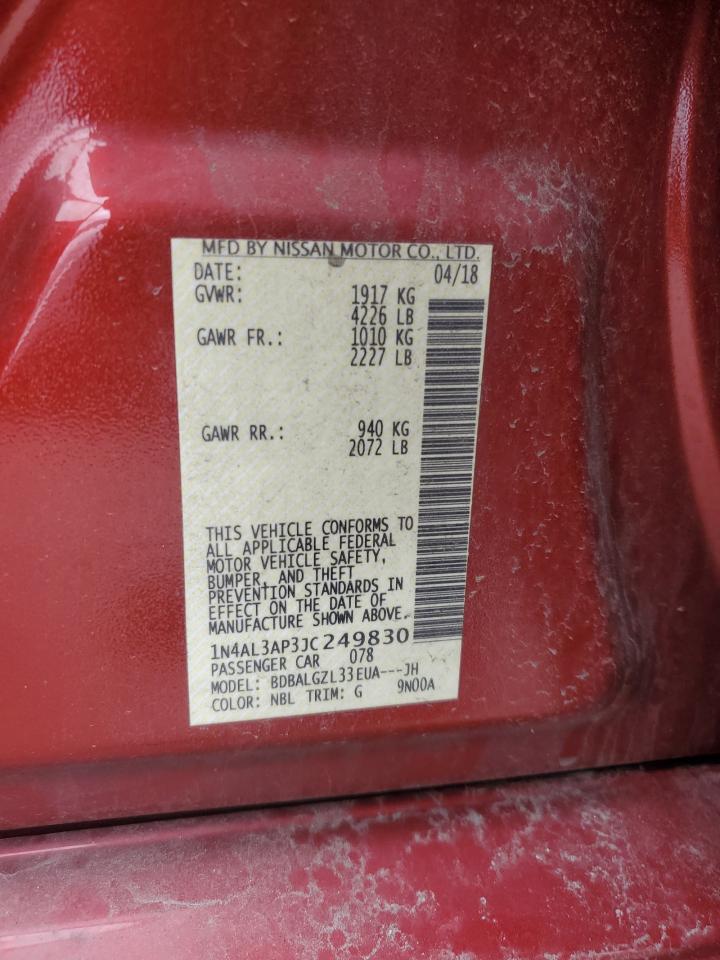 MFD BY NISSAN MOTOR CO., LTD.
DATE: 04/18
GVWR: 1917 KG
4226 LB
GAWR FR.: 1010 KG
2227 LB
GAWR RR.: 940 KG
2072 LB
THIS VEHICLE CONFORMS TO
ALL APPLICABLE FEDERAL
MOTOR VEHICLE SAFETY,
BUMPER, AND THEFT
PREVENTION STANDARDS IN
EFFECT ON THE DATE OF
MANUFACTURE SHOWN ABOVE.
1N4AL3AP3JC249830
PASSENGER CAR 078
MODEL: BDBALGZL33EUA---JH
COLOR: NBL TRIM: G 9N00A